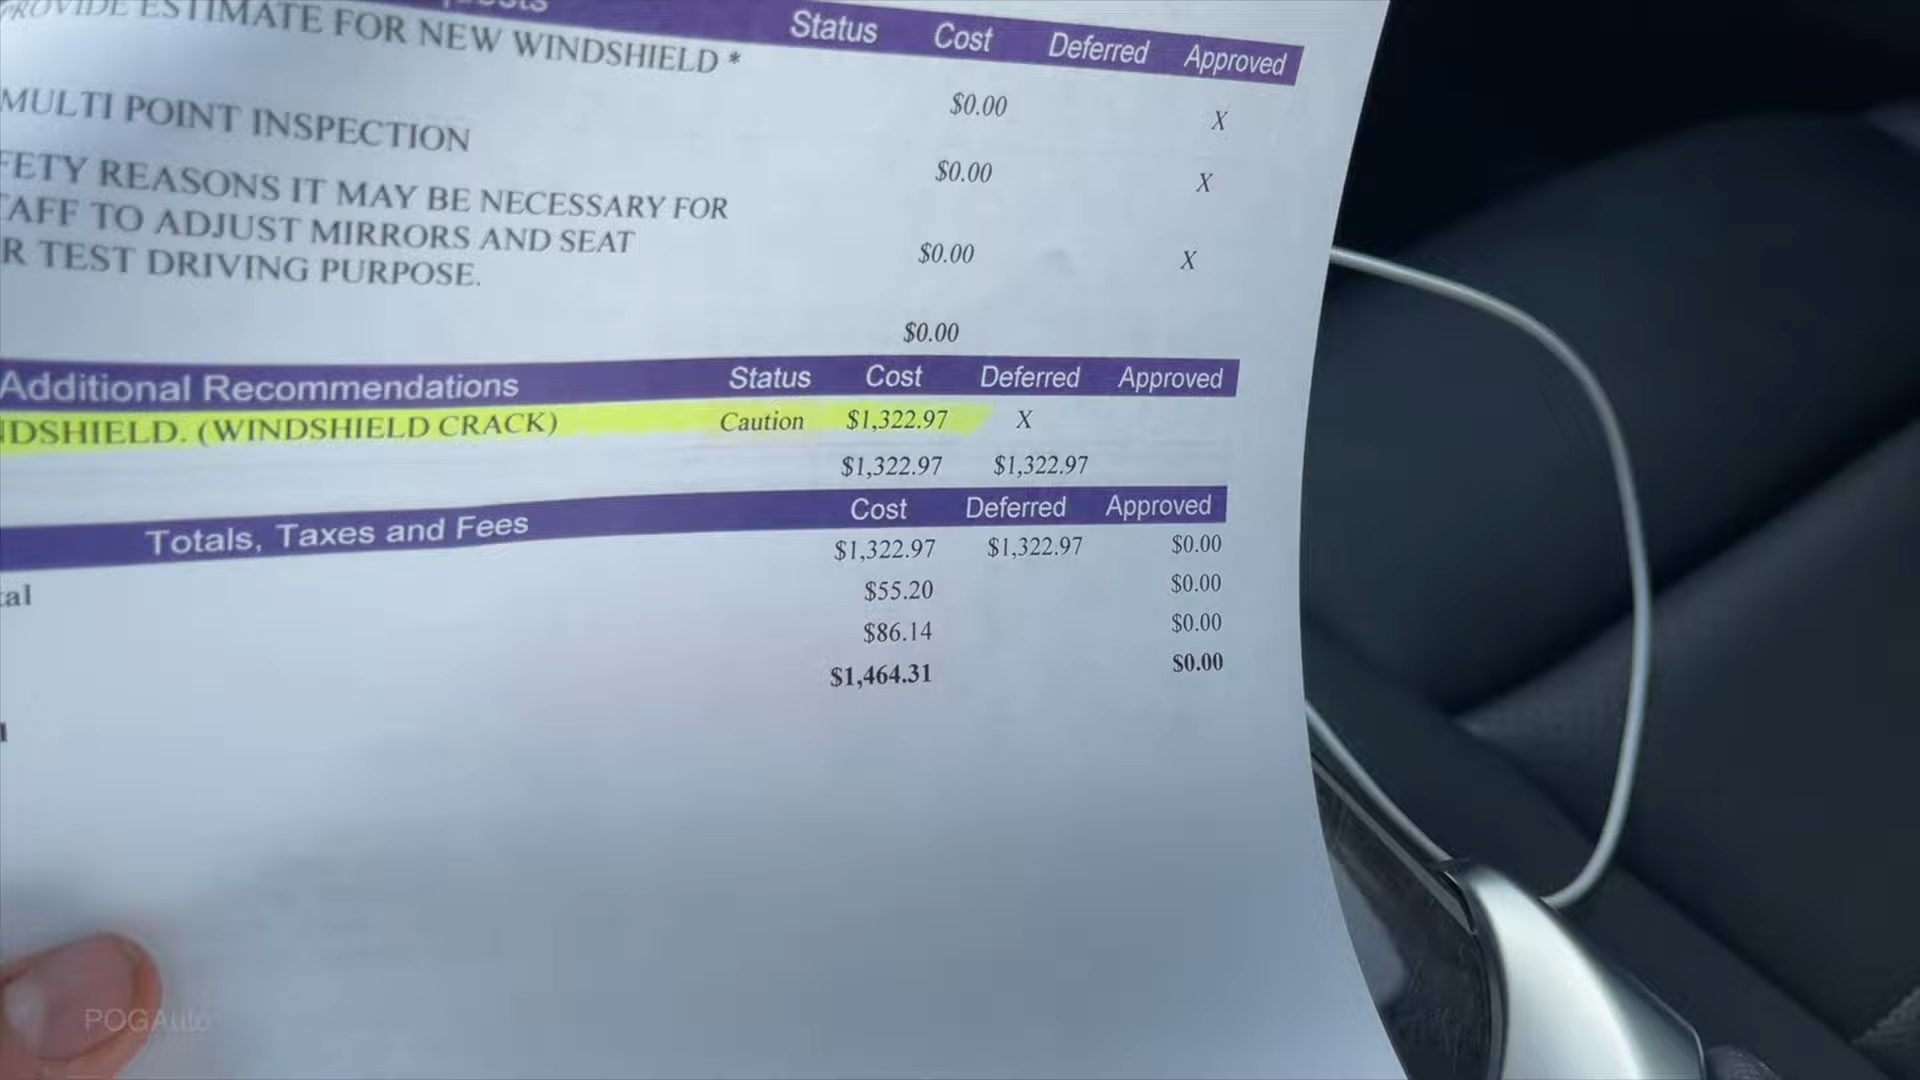 PROVIDE ESTIMATE FOR NEW WINDSHIELD *
Status Cost Deferred Approved
$0.00 X
MULTI POINT INSPECTION
$0.00 X
FETY REASONS IT MAY BE NECESSARY FOR
TAFF TO ADJUST MIRRORS AND SEAT
R TEST DRIVING PURPOSE.
$0.00 X
$0.00
Additional Recommendations Status Cost Deferred Approved
NDSHIELD. (WINDSHIELD CRACK) Caution $1,322.97 X
$1,322.97 $1,322.97
Totals, Taxes and Fees Cost Deferred Approved
$1,322.97 $1,322.97 $0.00
tal $55.20 $0.00
$86.14 $0.00
$1,464.31 $0.00
POGAuto